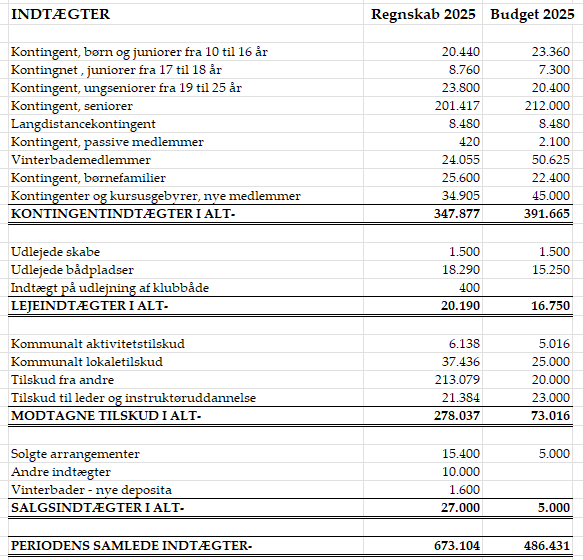 INDTÆGTER Regnskab 2025 Budget 2025
Kontingent, børn og juniorer fra 10 til 16 år 20.440 23.360
Kontingnet , juniorer fra 17 til 18 år 8.760 7.300
Kontingent, ungseniorer fra 19 til 25 år 23.800 20.400
Kontingent, seniorer 201.417 212.000
Langdistancekontingent 8.480 8.480
Kontingent, passive medlemmer 420 2.100
Vinterbademedlemmer 24.055 50.625
Kontingent, børnefamilier 25.600 22.400
Kontingenter og kursusgebyrer, nye medlemmer 34.905 45.000
KONTINGENTINDTÆGTER I ALT- 347.877 391.665
Udlejede skabe 1.500 1.500
Udlejede bådpladser 18.290 15.250
Indtægt på udlejning af klubbåde 400
LEJEINDTÆGTER I ALT- 20.190 16.750
Kommunalt aktivitetstilskud 6.138 5.016
Kommunalt lokaletilskud 37.436 25.000
Tilskud fra andre 213.079 20.000
Tilskud til leder og instruktøruddannelse 21.384 23.000
MODTAGNE TILSKUD I ALT- 278.037 73.016
Solgte arrangementer 15.400 5.000
Andre indtægter 10.000
Vinterbader - nye deposita 1.600
SALGSINDTÆGTER I ALT- 27.000 5.000
PERIODENS SAMLEDE INDTÆGTER- 673.104 486.431